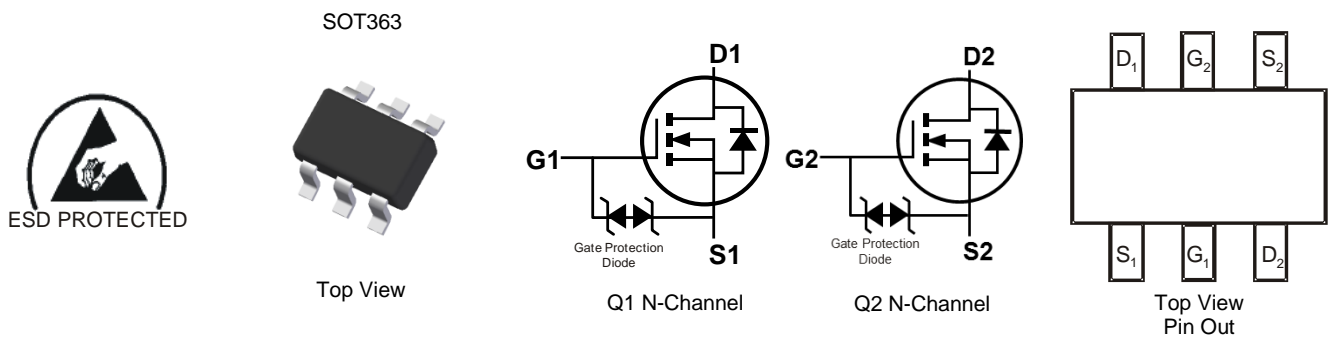 SOT363
ESD PROTECTED
Top View
D1
G1
Gate Protection
Diode
S1
Q1 N-Channel
D2
G2
Gate Protection
Diode
S2
Q2 N-Channel
D₁ G₂ S₂
S₁ G₁ D₂
Top View
Pin Out